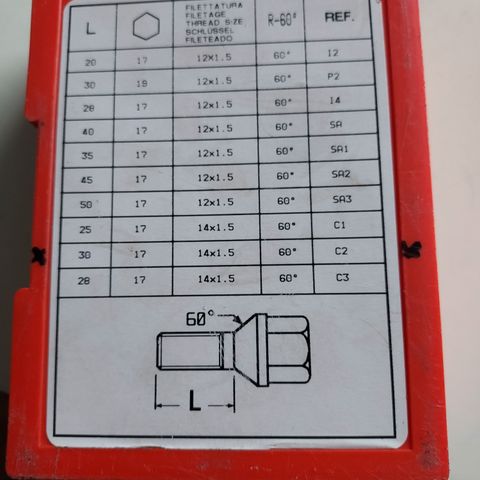 L FILETTATURA R-60° REF.
FILETAGE
THREAD SIZE
SCHLÜSSEL
FILETEADO
20 17 12x1.5 60° I2
30 19 12x1.5 60° P2
28 17 12x1.5 60° I4
40 17 12x1.5 60° SA
35 17 12x1.5 60° SA1
45 17 12x1.5 60° SA2
50 17 12x1.5 60° SA3
25 17 14x1.5 60° C1
30 17 14x1.5 60° C2
28 17 14x1.5 60° C3
60°
L